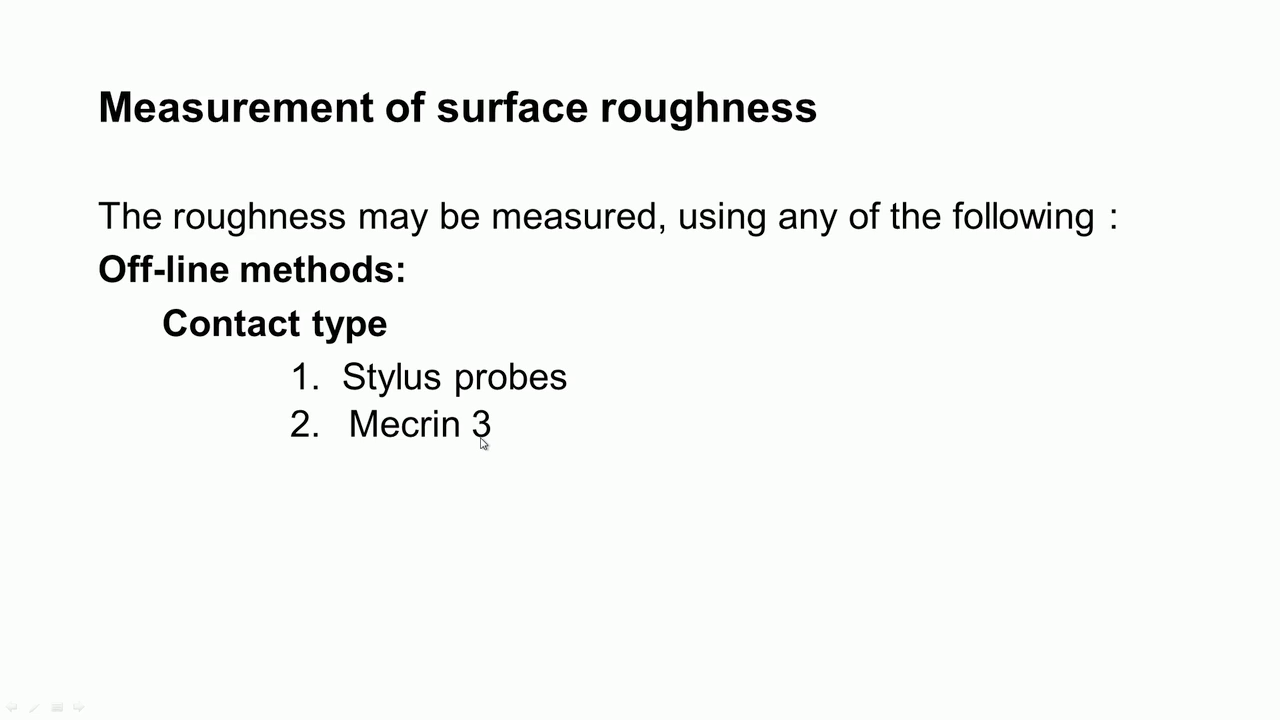 Measurement of surface roughness
The roughness may be measured, using any of the following :
Off-line methods:
Contact type
1. Stylus probes
2. Mecrin 3